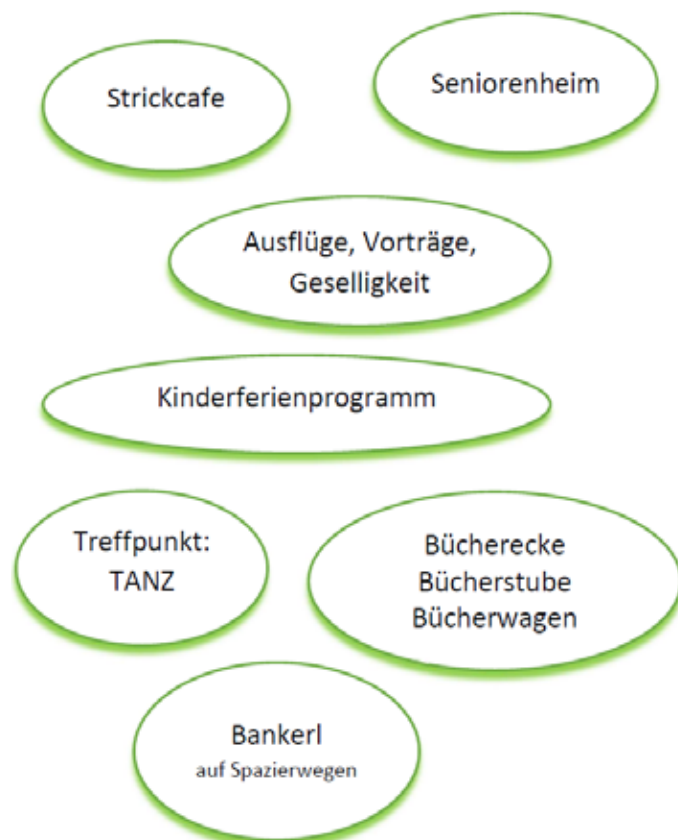 Strickcafe
Seniorenheim
Ausflüge, Vorträge,
Geselligkeit
Kinderferienprogramm
Treffpunkt:
TANZ
Bücherecke
Bücherstube
Bücherwagen
Bankerl
auf Spazierwegen